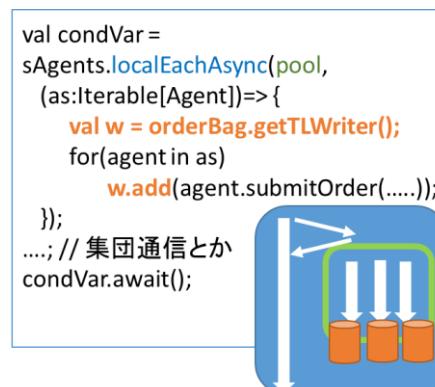 val condVar =
sAgents.localEachAsync(pool,
(as:Iterable[Agent])=> {
val w = orderBag.getTLWriter();
for(agent in as)
w.add(agent.submitOrder(.....));
});
....; // 集団通信とか
condVar.await();